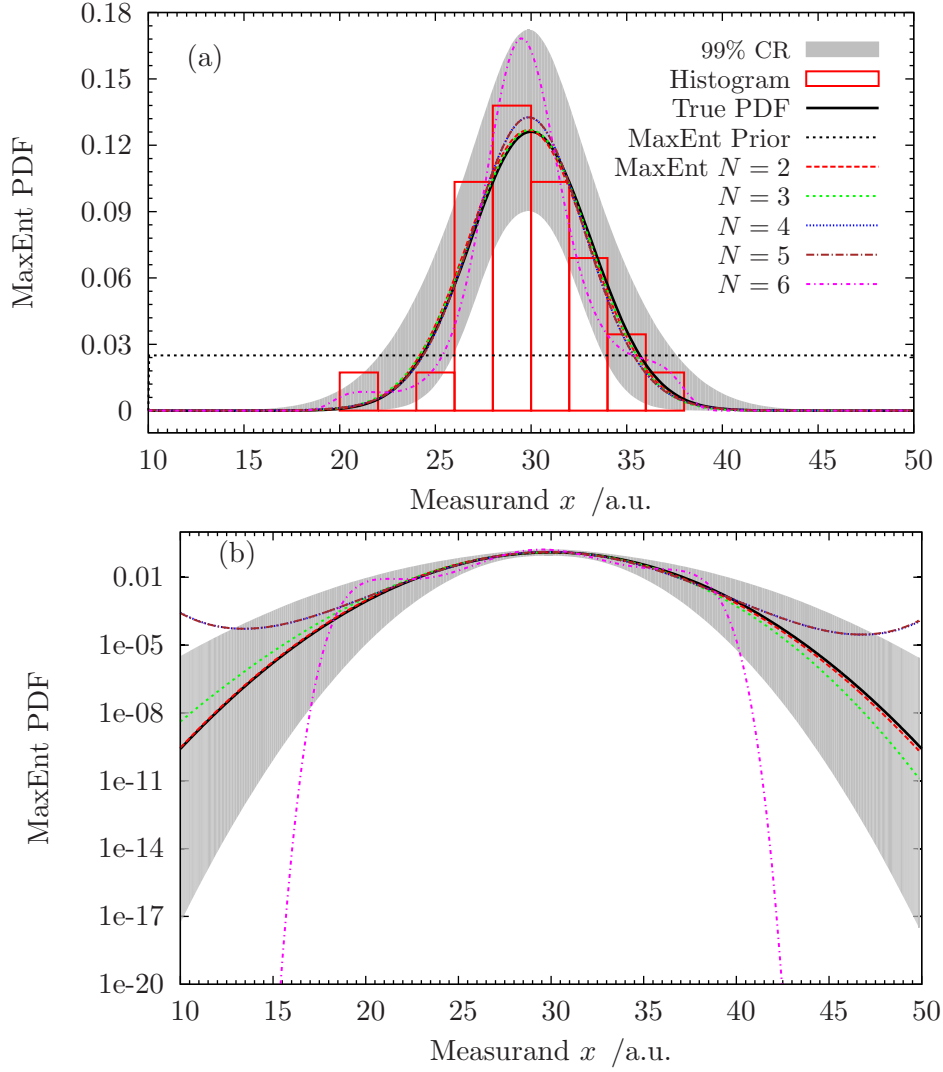 0.18
0.15
0.12
0.09
0.06
0.03
0
MaxEnt PDF
(a)
99% CR
Histogram
True PDF
MaxEnt Prior
MaxEnt N = 2
N = 3
N = 4
N = 5
N = 6
10 15 20 25 30 35 40 45 50
Measurand x /a.u.
(b)
0.01
1e-05
1e-08
1e-11
1e-14
1e-17
1e-20
MaxEnt PDF
10 15 20 25 30 35 40 45 50
Measurand x /a.u.